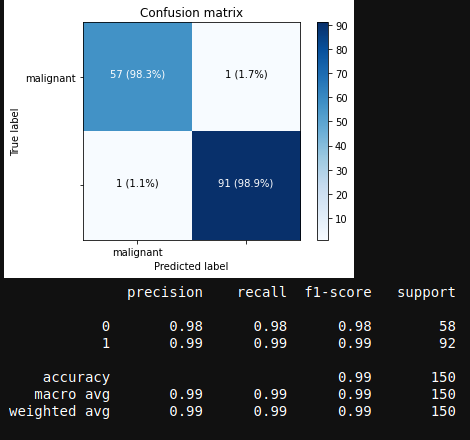 Confusion matrix
malignant
57 (98.3%) 1 (1.7%)
1 (1.1%) 91 (98.9%)
True label
malignant
Predicted label
90
80
70
60
50
40
30
20
10
precision recall f1-score support
0 0.98 0.98 0.98 58
1 0.99 0.99 0.99 92
accuracy 0.99 150
macro avg 0.99 0.99 0.99 150
weighted avg 0.99 0.99 0.99 150